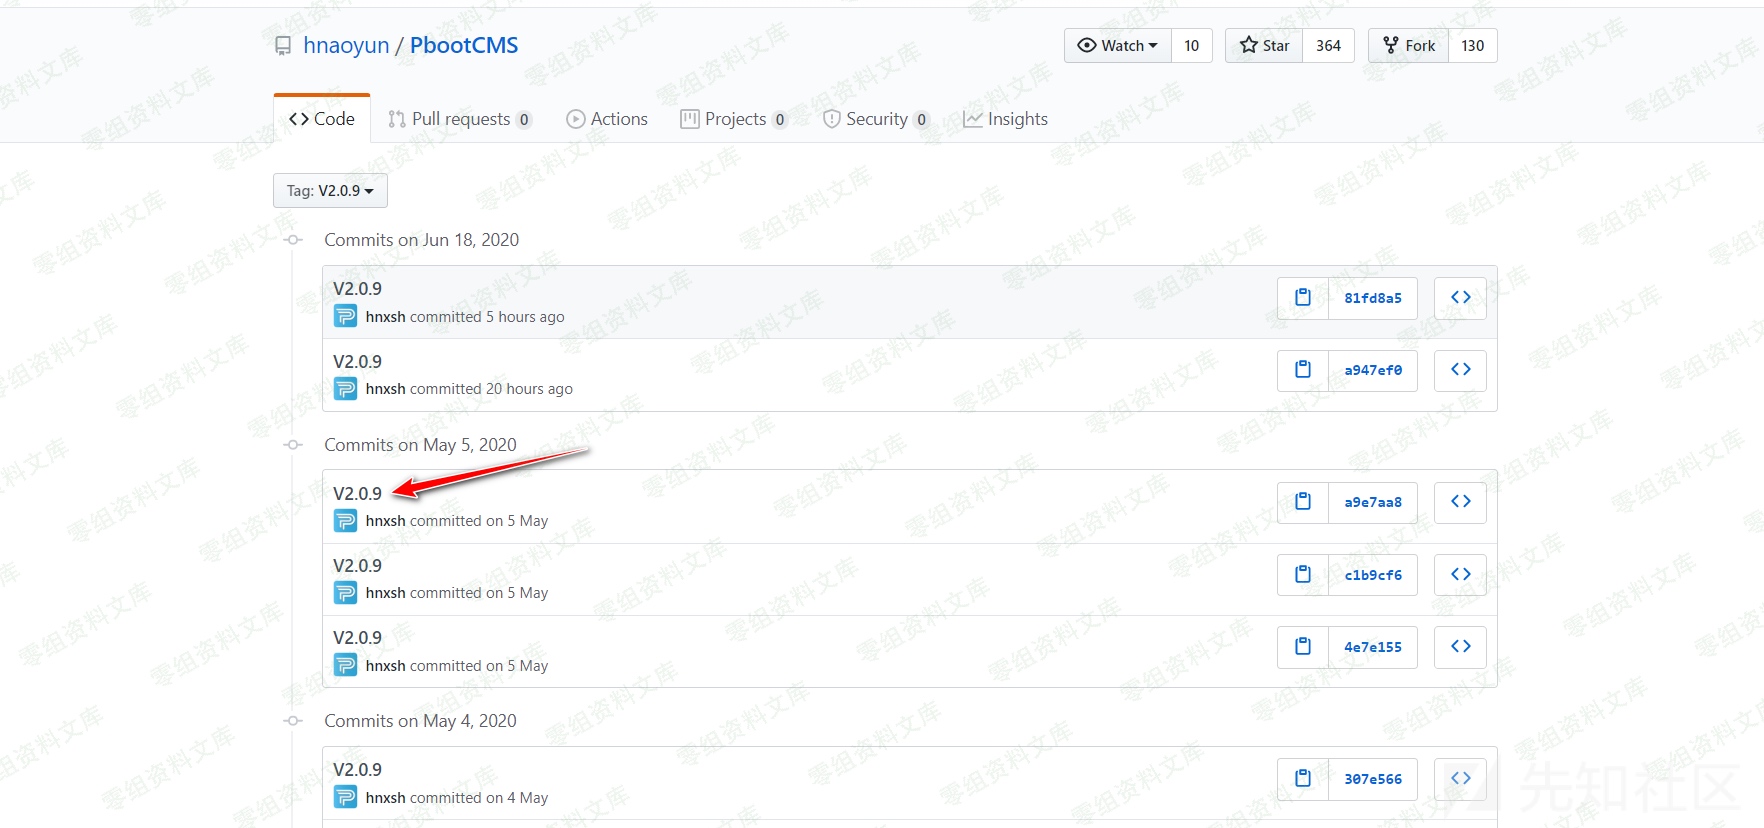 hnaoyun / PbootCMS
Watch 10 Star 364 Fork 130
Code Pull requests 0 Actions Projects 0 Security 0 Insights
Tag: V2.0.9
Commits on Jun 18, 2020
V2.0.9
hnxsh committed 5 hours ago
81fd8a5
V2.0.9
hnxsh committed 20 hours ago
a947ef0
Commits on May 5, 2020
V2.0.9
hnxsh committed on 5 May
a9e7aa8
V2.0.9
hnxsh committed on 5 May
c1b9cf6
V2.0.9
hnxsh committed on 5 May
4e7e155
Commits on May 4, 2020
V2.0.9
hnxsh committed on 4 May
307e566
零组资料文库
先知社区